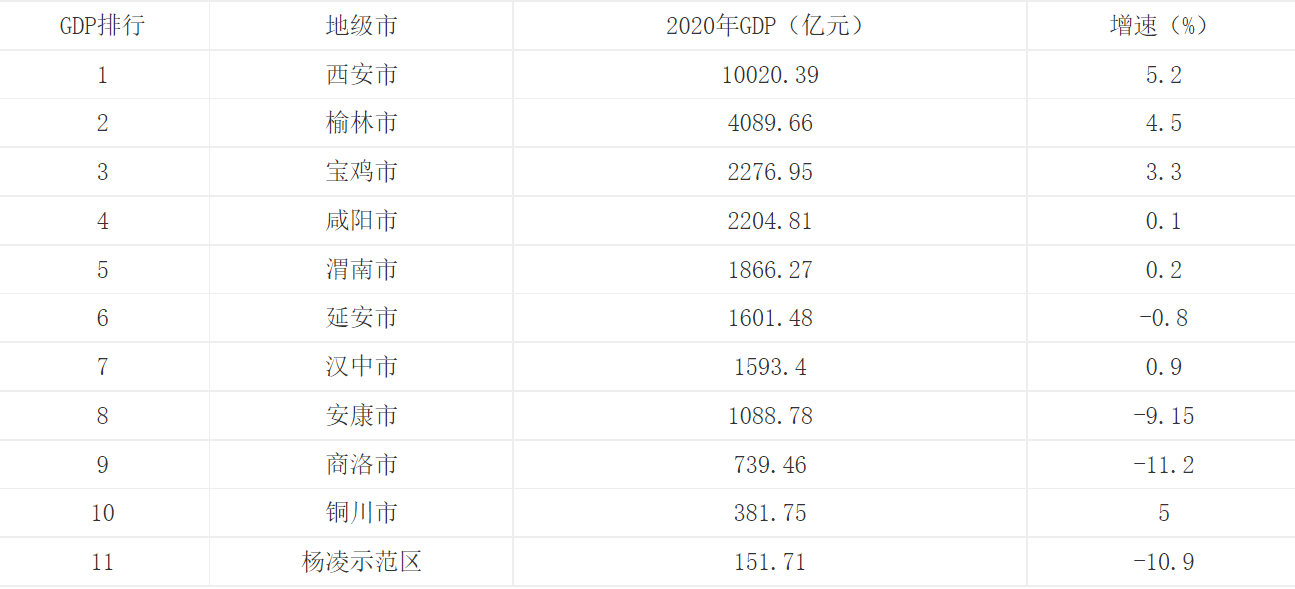 GDP排行 地级市 2020年GDP（亿元） 增速（%）
1 西安市 10020.39 5.2
2 榆林市 4089.66 4.5
3 宝鸡市 2276.95 3.3
4 咸阳市 2204.81 0.1
5 渭南市 1866.27 0.2
6 延安市 1601.48 -0.8
7 汉中市 1593.4 0.9
8 安康市 1088.78 -9.15
9 商洛市 739.46 -11.2
10 铜川市 381.75 5
11 杨凌示范区 151.71 -10.9